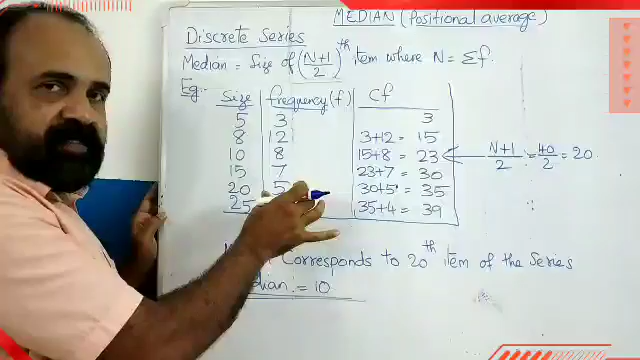 MEDIAN (Positional average)
Discrete Series
Median = Size of (N+1/2)th item where N = Σf.
Eg:
Size frequency(f) Cf
5 3 3
8 12 3+12 = 15
10 8 15+8 = 23 N+1/2 = 40/2 = 20
15 7 23+7 = 30
20 5 30+5 = 35
25 35+4 = 39
Corresponds to 20th item of the Series
= 10